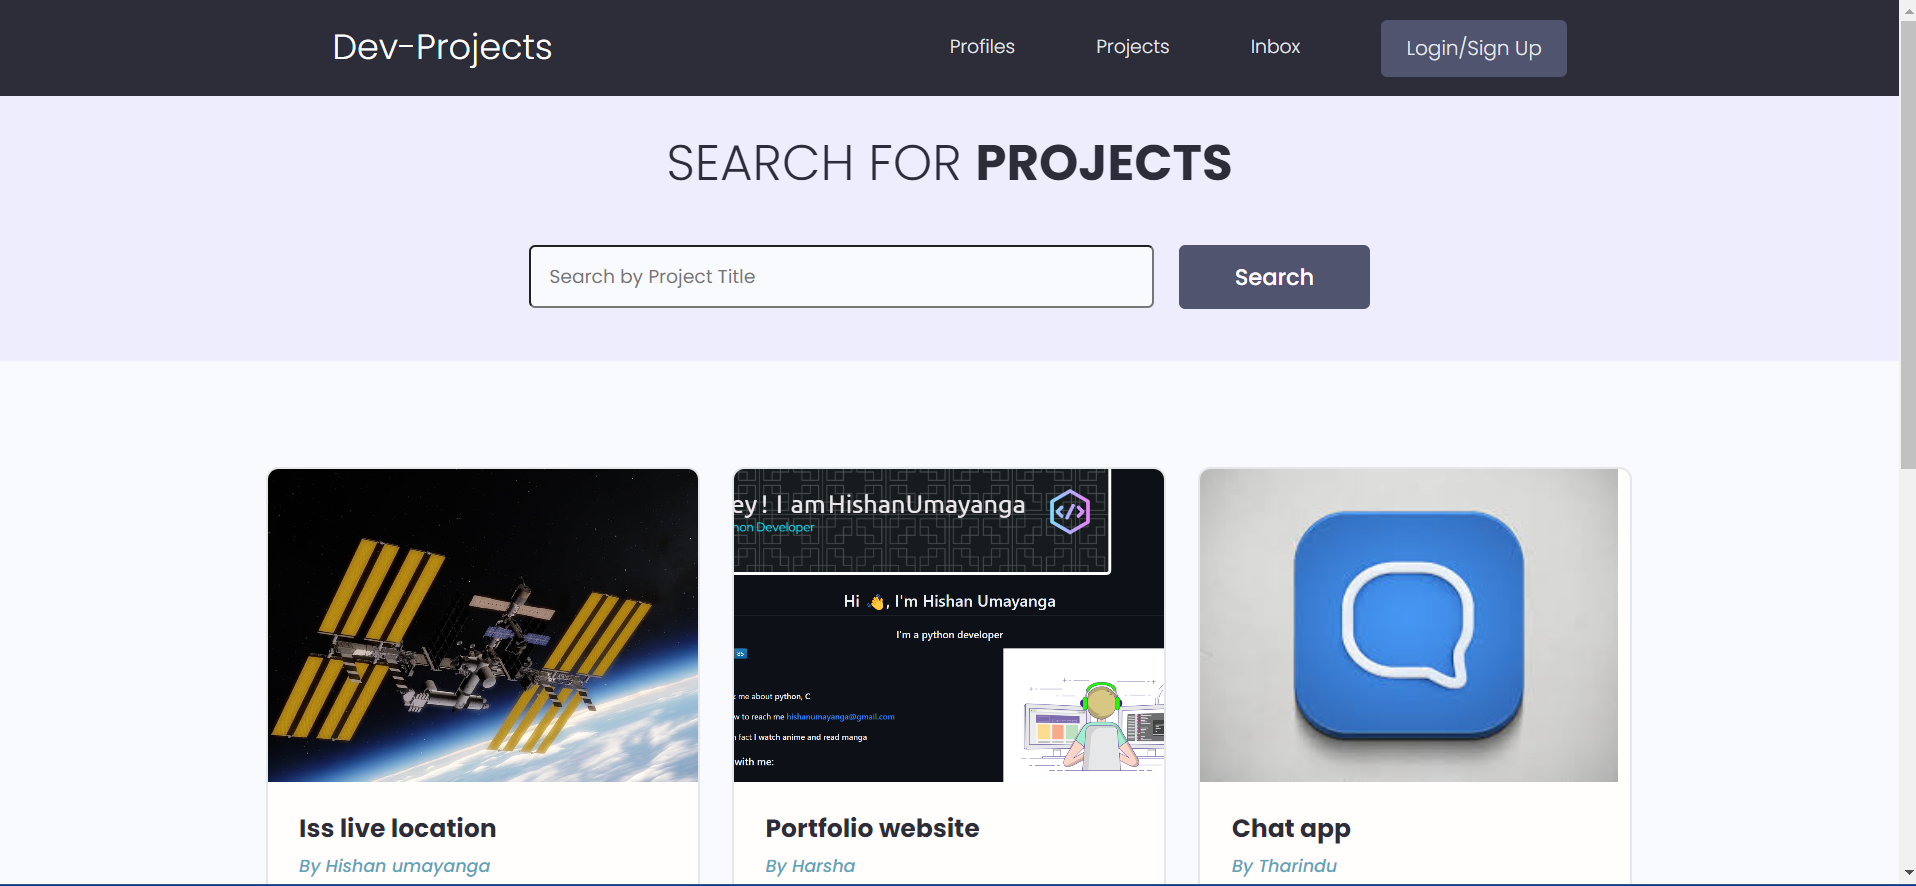 Dev-Projects
Profiles
Projects
Inbox
Login/Sign Up
SEARCH FOR PROJECTS
Search by Project Title
Search
ey! I am HishanUmayanga
hon Developer
Hi 👋, I'm Hishan Umayanga
I'm a python developer
85
me about python, C
w to reach me hishanumayanga@gmail.com
fact I watch anime and read manga
with me:
Iss live location
By Hishan umayanga
Portfolio website
By Harsha
Chat app
By Tharindu